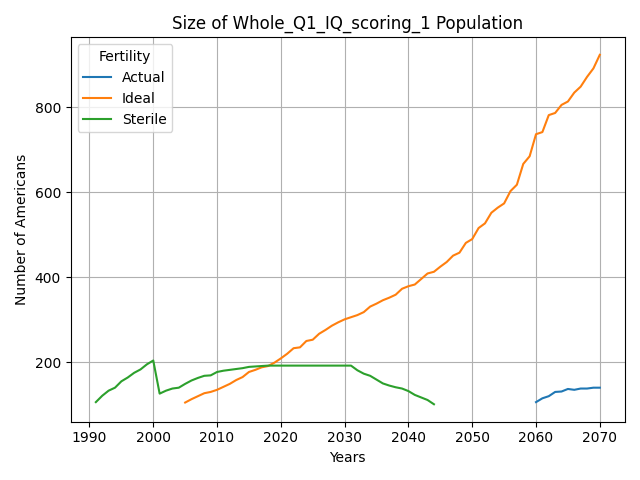 Size of Whole_Q1_IQ_scoring_1 Population
Fertility
Actual
Ideal
Sterile
Number of Americans
800
600
400
200
1990 2000 2010 2020 2030 2040 2050 2060 2070
Years